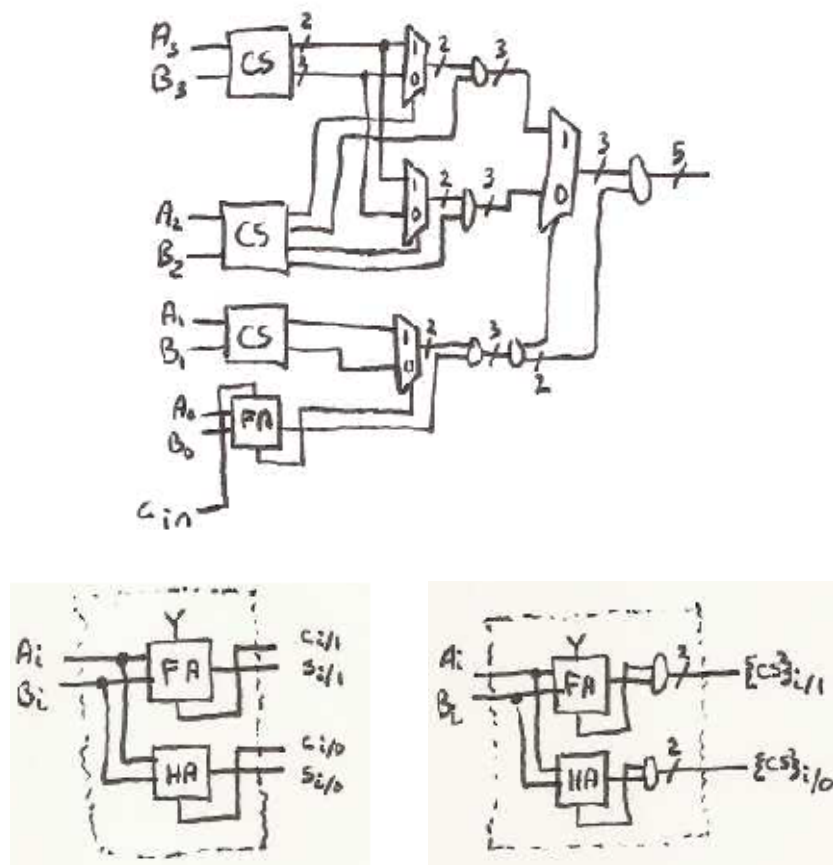 A3 CS 2 1 2 3
B3 3 0
1 3 5
A2 CS 1 2 3 0
B2 0
A1 CS 1 2 3
B1 0 2
A0 FA
B0
Cin
Ai FA Ci/1
Bi Si/1
HA Ci/0
Si/0
Ai FA 3 {CS}i/1
Bi
HA 2 {CS}i/0